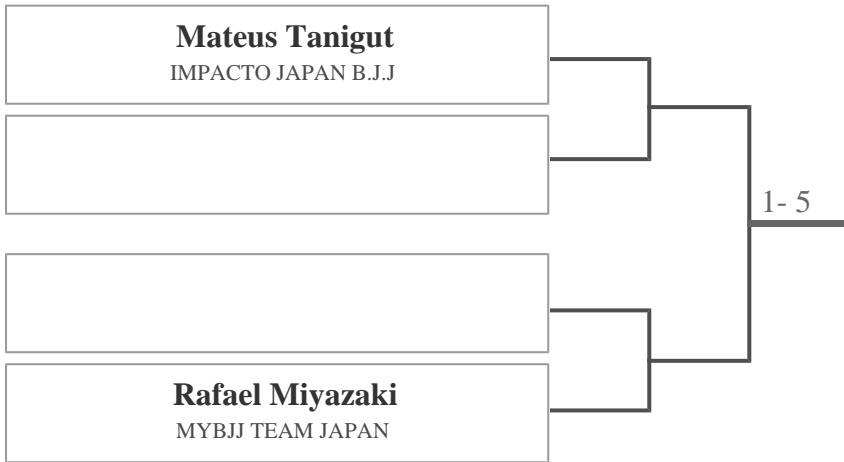 Mateus Tanigut
IMPACTO JAPAN B.J.J
1- 5
Rafael Miyazaki
MYBJJ TEAM JAPAN